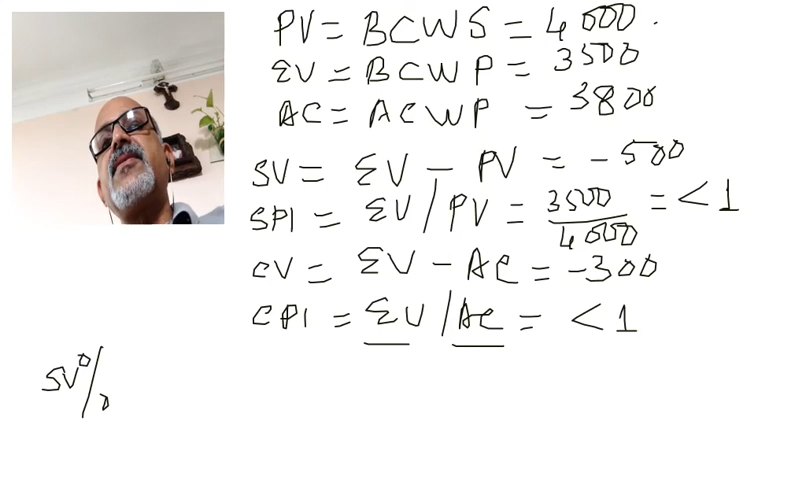 PV = BCWS = 4000.
EV = BCWP = 3500
AC = ACWP = 3800
SV = EV - PV = -500
SPI = EV / PV = 3500/4000 = < 1
CV = EV - AC = -300
CPI = EV / AC = < 1
SV%